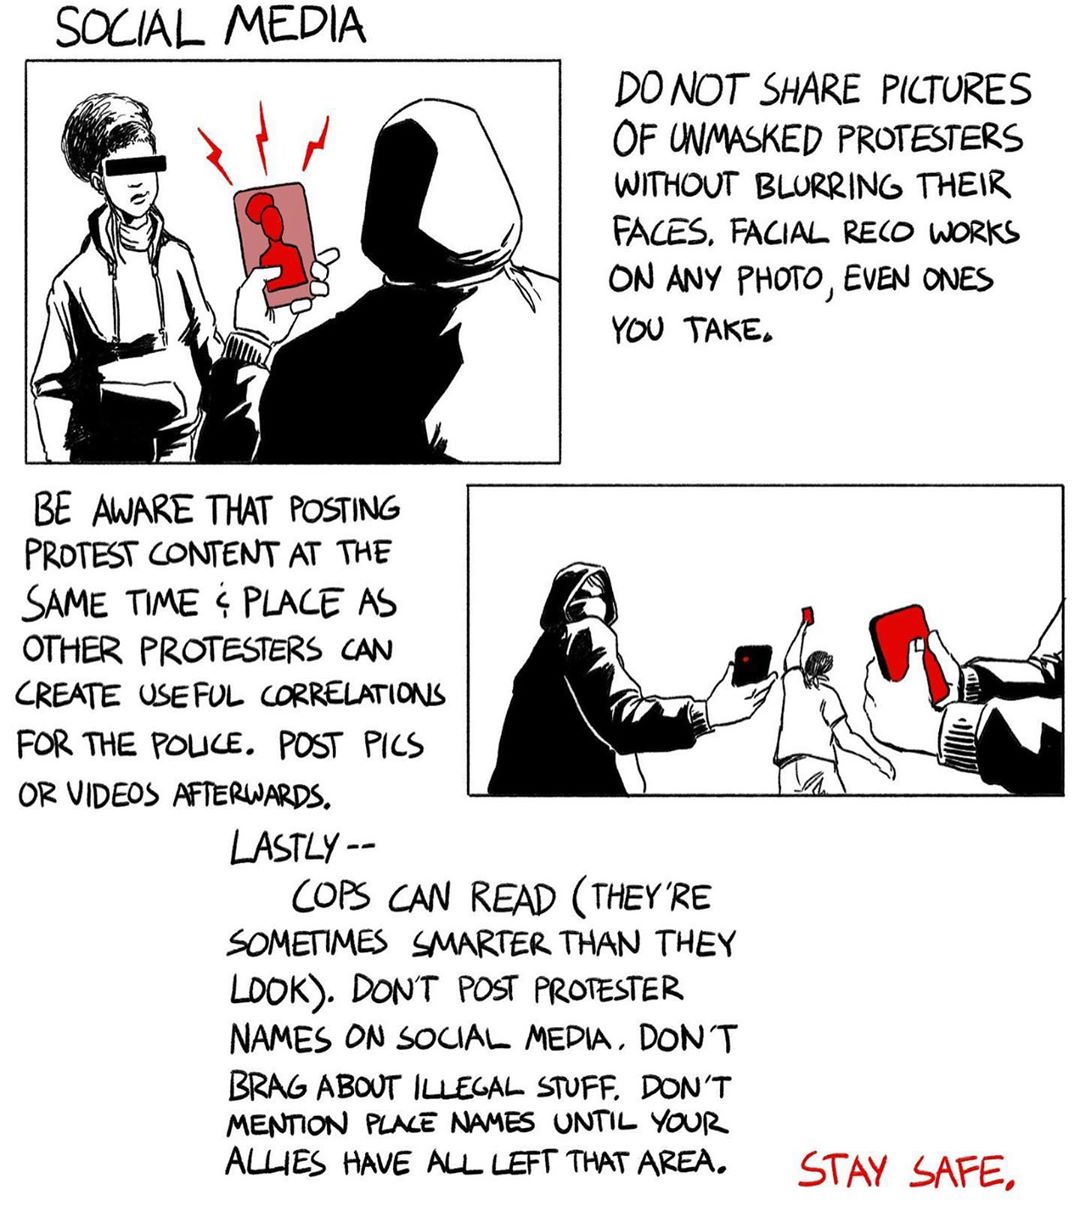 SOCIAL MEDIA
DO NOT SHARE PICTURES
OF UNMASKED PROTESTERS
WITHOUT BLURRING THEIR
FACES. FACIAL RECO WORKS
ON ANY PHOTO, EVEN ONES
YOU TAKE.
BE AWARE THAT POSTING
PROTEST CONTENT AT THE
SAME TIME & PLACE AS
OTHER PROTESTERS CAN
CREATE USEFUL CORRELATIONS
FOR THE POLICE. POST PICS
OR VIDEOS AFTERWARDS.
LASTLY--
COPS CAN READ (THEY'RE
SOMETIMES SMARTER THAN THEY
LOOK). DON'T POST PROTESTER
NAMES ON SOCIAL MEDIA. DON'T
BRAG ABOUT ILLEGAL STUFF. DON'T
MENTION PLACE NAMES UNTIL YOUR
ALLIES HAVE ALL LEFT THAT AREA.
STAY SAFE.